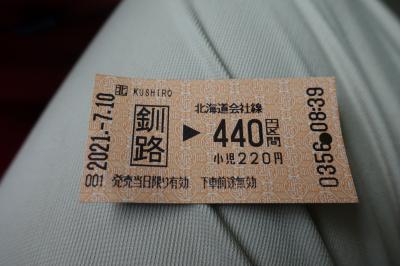 北 KUSHIRO
2021.-7.10
釧路
北海道会社線
▶ 440円区間
小児220円
0356 08:39
001 発売当日限り有効 下車前途無効